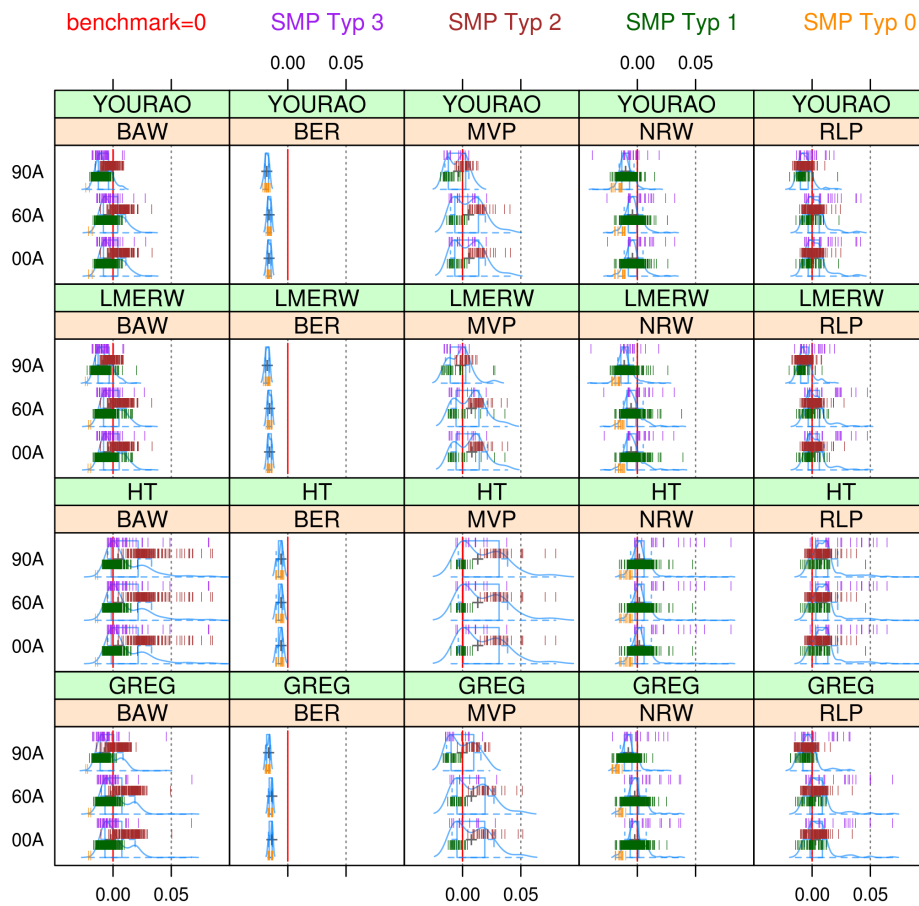 benchmark=0 SMP Typ 3 SMP Typ 2 SMP Typ 1 SMP Typ 0
0.00 0.05 0.00 0.05
YOURAO YOURAO YOURAO YOURAO YOURAO
BAW BER MVP NRW RLP
90A
60A
00A
LMERW LMERW LMERW LMERW LMERW
BAW BER MVP NRW RLP
90A
60A
00A
HT HT HT HT HT
BAW BER MVP NRW RLP
90A
60A
00A
GREG GREG GREG GREG GREG
BAW BER MVP NRW RLP
90A
60A
00A
0.00 0.05 0.00 0.05 0.00 0.05